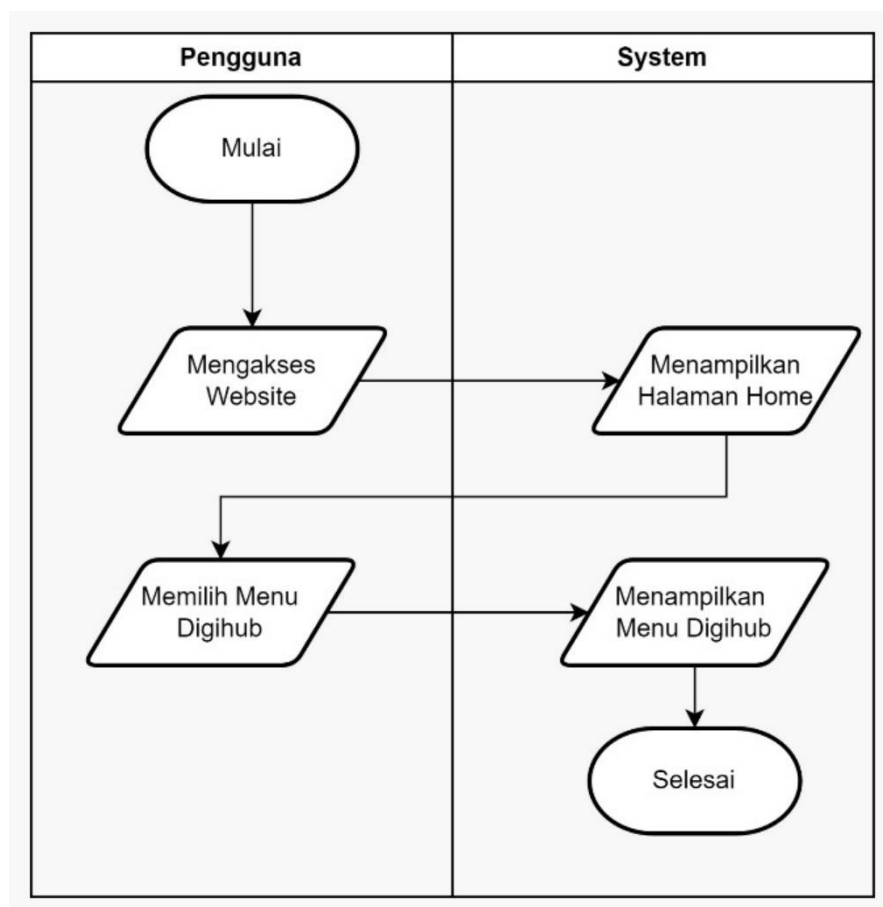 Pengguna
System
Mulai
Mengakses
Website
Menampilkan
Halaman Home
Memilih Menu
Digihub
Menampilkan
Menu Digihub
Selesai